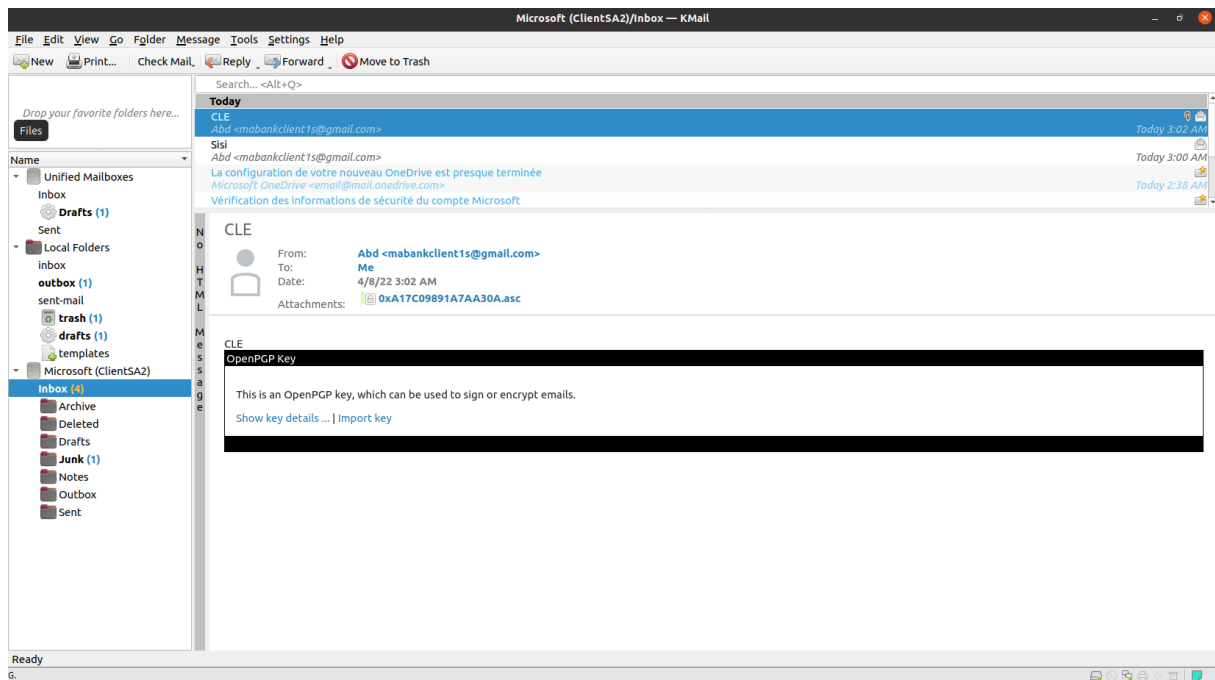 Microsoft (ClientSA2)/Inbox — KMail
File Edit View Go Folder Message Tools Settings Help
New Print... Check Mail Reply Forward Move to Trash
Search... <Alt+Q>
Drop your favorite folders here...
Files
Name
Unified Mailboxes
Inbox
Drafts (1)
Sent
Local Folders
inbox
outbox (1)
sent-mail
trash (1)
drafts (1)
templates
Microsoft (ClientSA2)
Inbox (4)
Archive
Deleted
Drafts
Junk (1)
Notes
Outbox
Sent
Today
CLE
Abd <mabankclient1s@gmail.com> Today 3:02 AM
Sisi
Abd <mabankclient1s@gmail.com> Today 3:00 AM
La configuration de votre nouveau OneDrive est presque terminée
Microsoft OneDrive <email@mail.onedrive.com> Today 2:38 AM
Vérification des informations de sécurité du compte Microsoft
No HTML Message
CLE
From: Abd <mabankclient1s@gmail.com>
To: Me
Date: 4/8/22 3:02 AM
Attachments: 0xA17C09891A7AA30A.asc
CLE
OpenPGP Key
This is an OpenPGP key, which can be used to sign or encrypt emails.
Show key details ... | Import key
Ready
G.